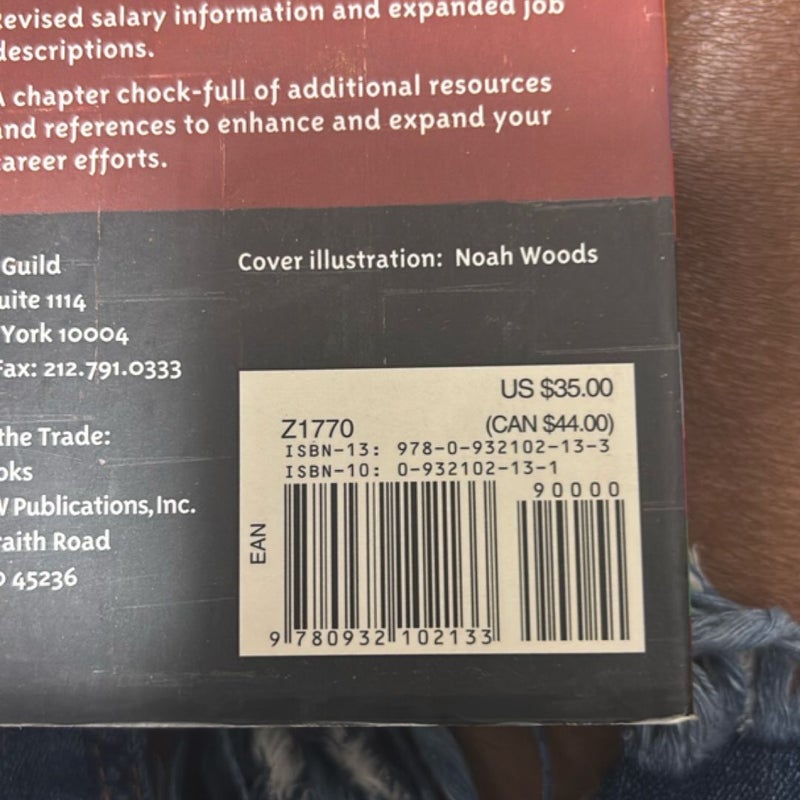 Revised salary information and expanded job
descriptions.
A chapter chock-full of additional resources
and references to enhance and expand your
career efforts.
Guild
uite 1114
York 10004
Fax: 212.791.0333
the Trade:
oks
W Publications, Inc.
raith Road
45236
Cover illustration: Noah Woods
US $35.00
Z1770 (CAN $44.00)
ISBN-13: 978-0-932102-13-3
ISBN-10: 0-932102-13-1
90000
EAN
9 780932 102133